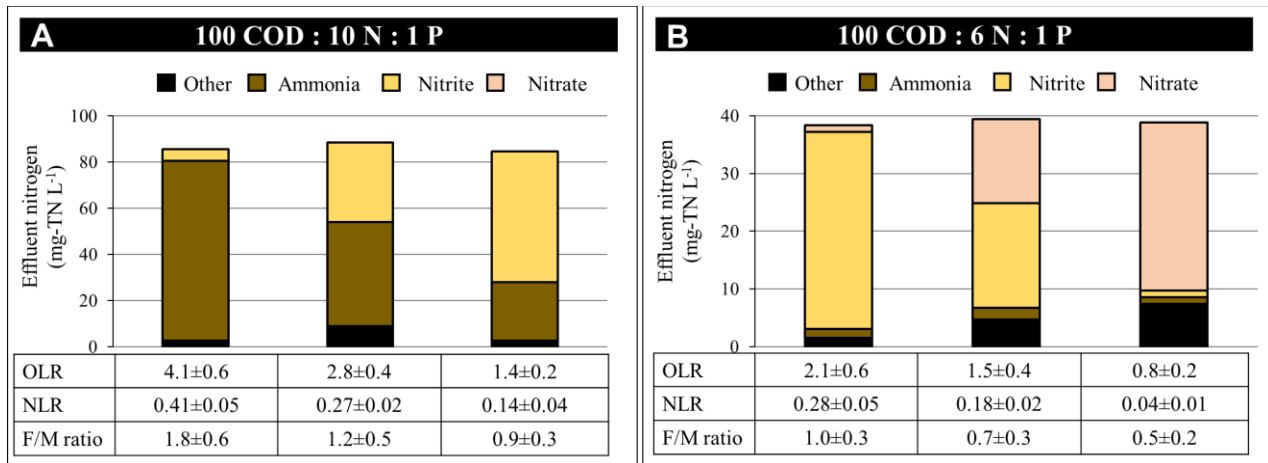 A 100 COD : 10 N : 1 P
Other Ammonia Nitrite Nitrate
Effluent nitrogen
(mg-TN L-1)
100
80
60
40
20
0
OLR 4.1±0.6 2.8±0.4 1.4±0.2
NLR 0.41±0.05 0.27±0.02 0.14±0.04
F/M ratio 1.8±0.6 1.2±0.5 0.9±0.3
B 100 COD : 6 N : 1 P
Other Ammonia Nitrite Nitrate
Effluent nitrogen
(mg-TN L-1)
40
30
20
10
0
OLR 2.1±0.6 1.5±0.4 0.8±0.2
NLR 0.28±0.05 0.18±0.02 0.04±0.01
F/M ratio 1.0±0.3 0.7±0.3 0.5±0.2